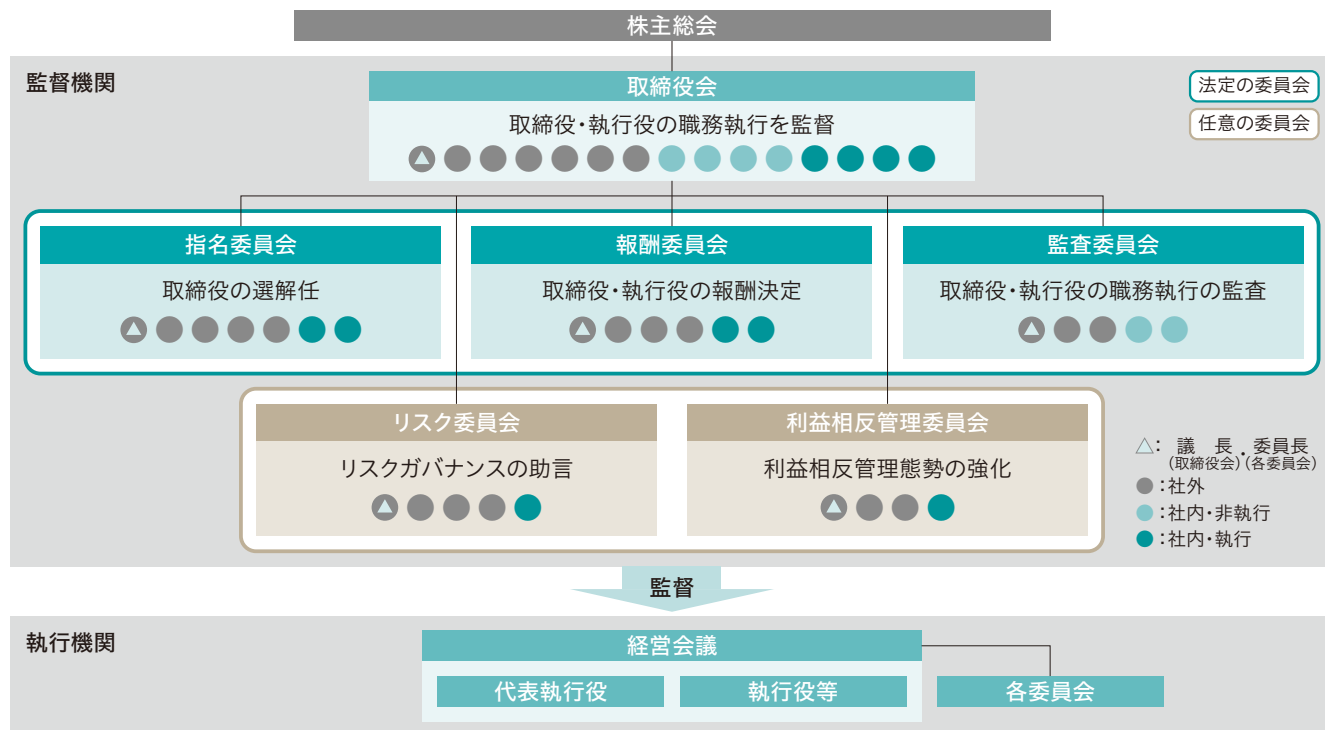 株主総会
監督機関
取締役会
取締役・執行役の職務執行を監督
法定の委員会
任意の委員会
指名委員会
取締役の選解任
報酬委員会
取締役・執行役の報酬決定
監査委員会
取締役・執行役の職務執行の監査
リスク委員会
リスクガバナンスの助言
利益相反管理委員会
利益相反管理態勢の強化
△：議　長・委員長
(取締役会)(各委員会)
●：社外
●：社内・非執行
●：社内・執行
監督
執行機関
経営会議
代表執行役
執行役等
各委員会